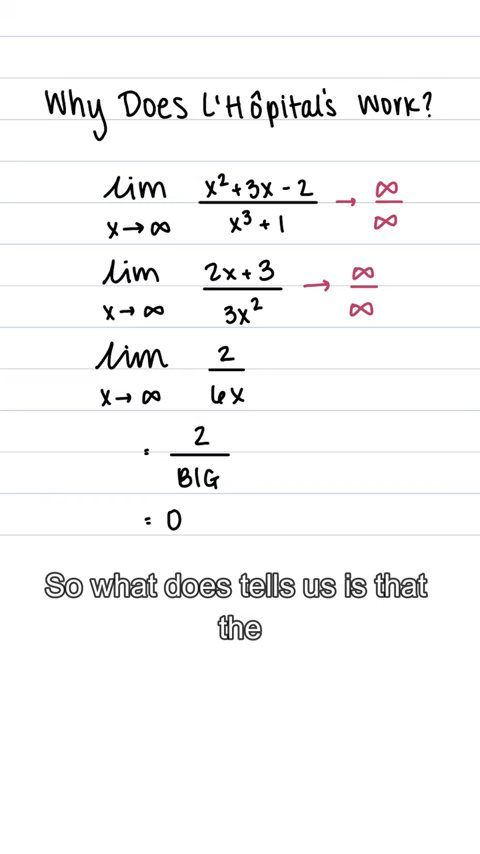 Why Does L'Hôpital's Work?
lim x→∞ x²+3x-2 / x³+1 → ∞/∞
lim x→∞ 2x+3 / 3x² → ∞/∞
lim x→∞ 2 / 6x
= 2 / BIG
= 0
So what does tells us is that
the